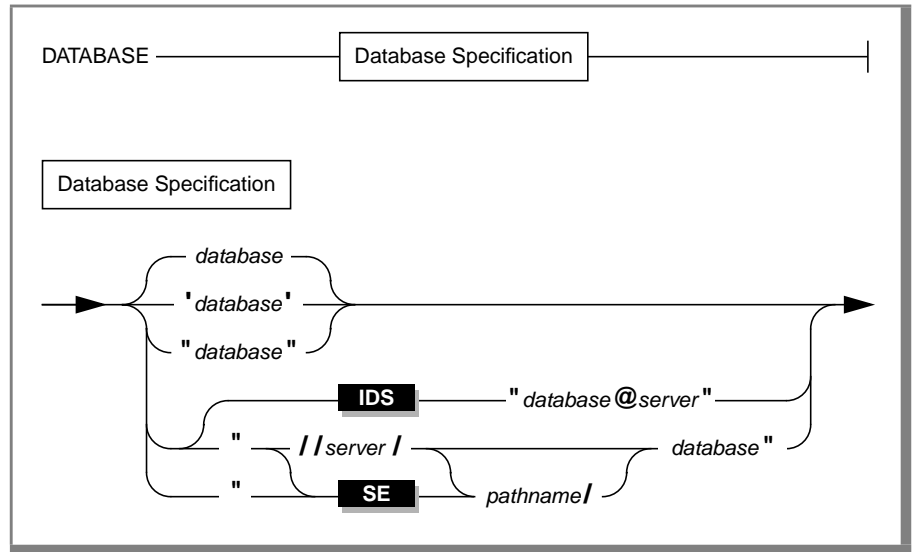 DATABASE Database Specification
Database Specification
database
'database'
"database"
IDS "database@server"
" //server/ database"
" SE pathname/